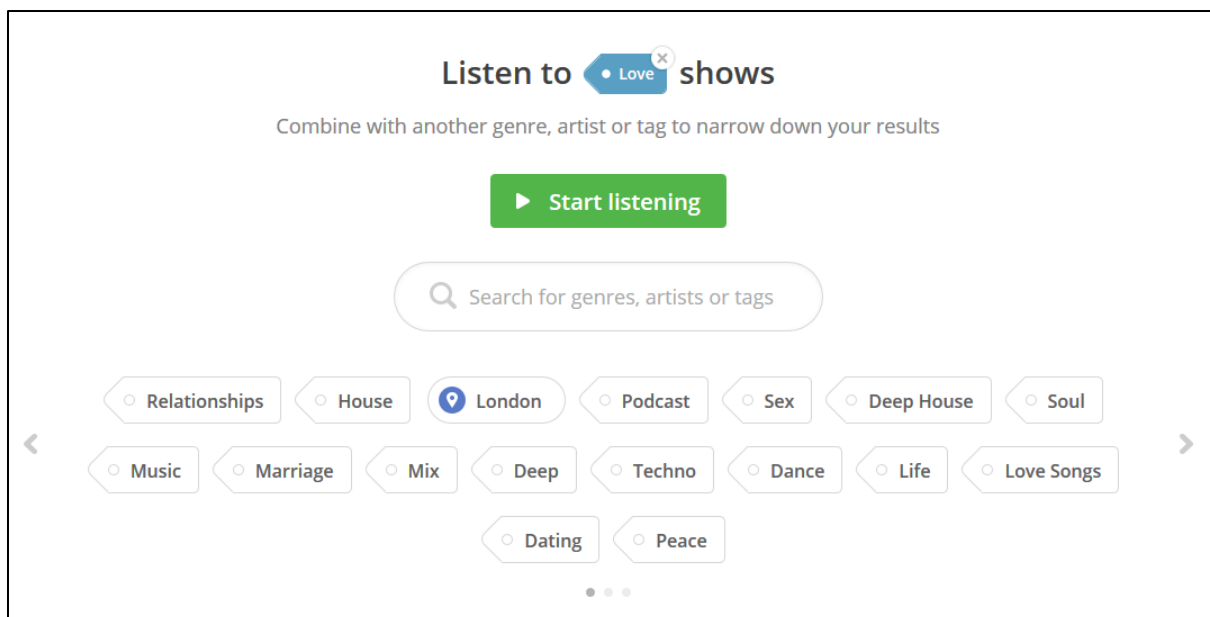 Listen to Love shows
Combine with another genre, artist or tag to narrow down your results
Start listening
Search for genres, artists or tags
Relationships House London Podcast Sex Deep House Soul
Music Marriage Mix Deep Techno Dance Life Love Songs
Dating Peace